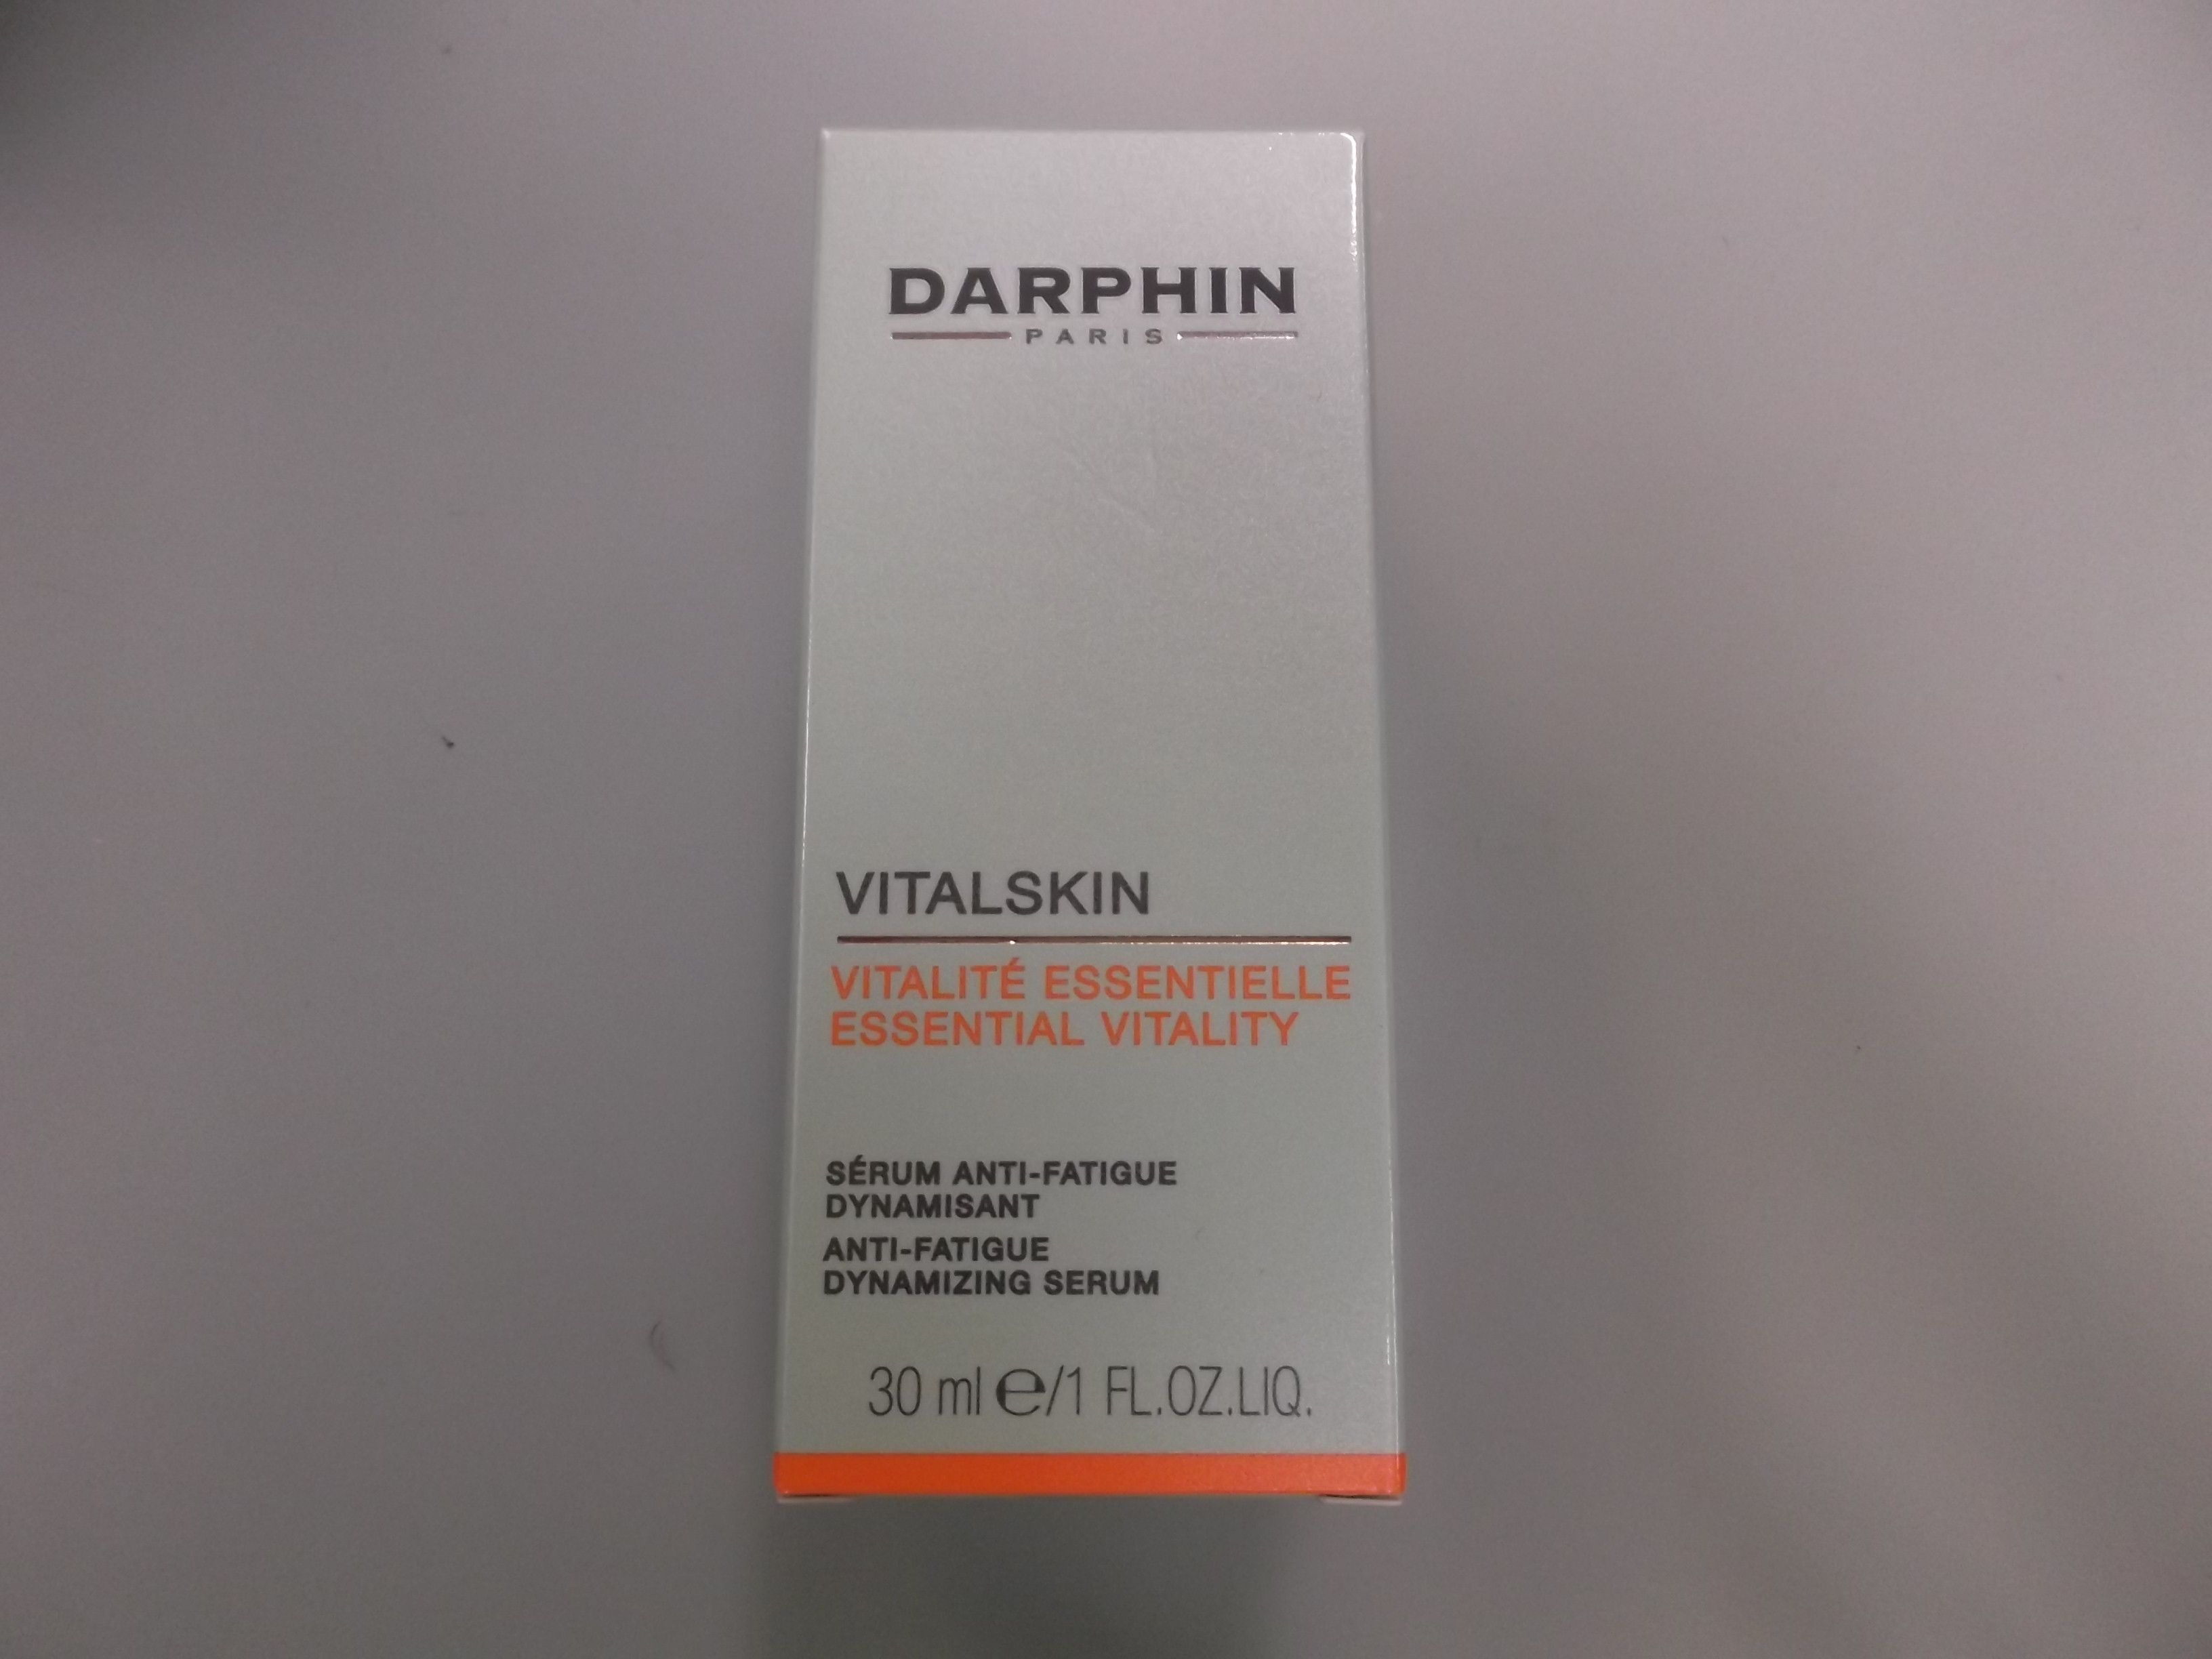 DARPHIN
PARIS
VITALSKIN
VITALITÉ ESSENTIELLE
ESSENTIAL VITALITY
SÉRUM ANTI-FATIGUE
DYNAMISANT
ANTI-FATIGUE
DYNAMIZING SERUM
30 ml ℮/1 FL.OZ.LIQ.